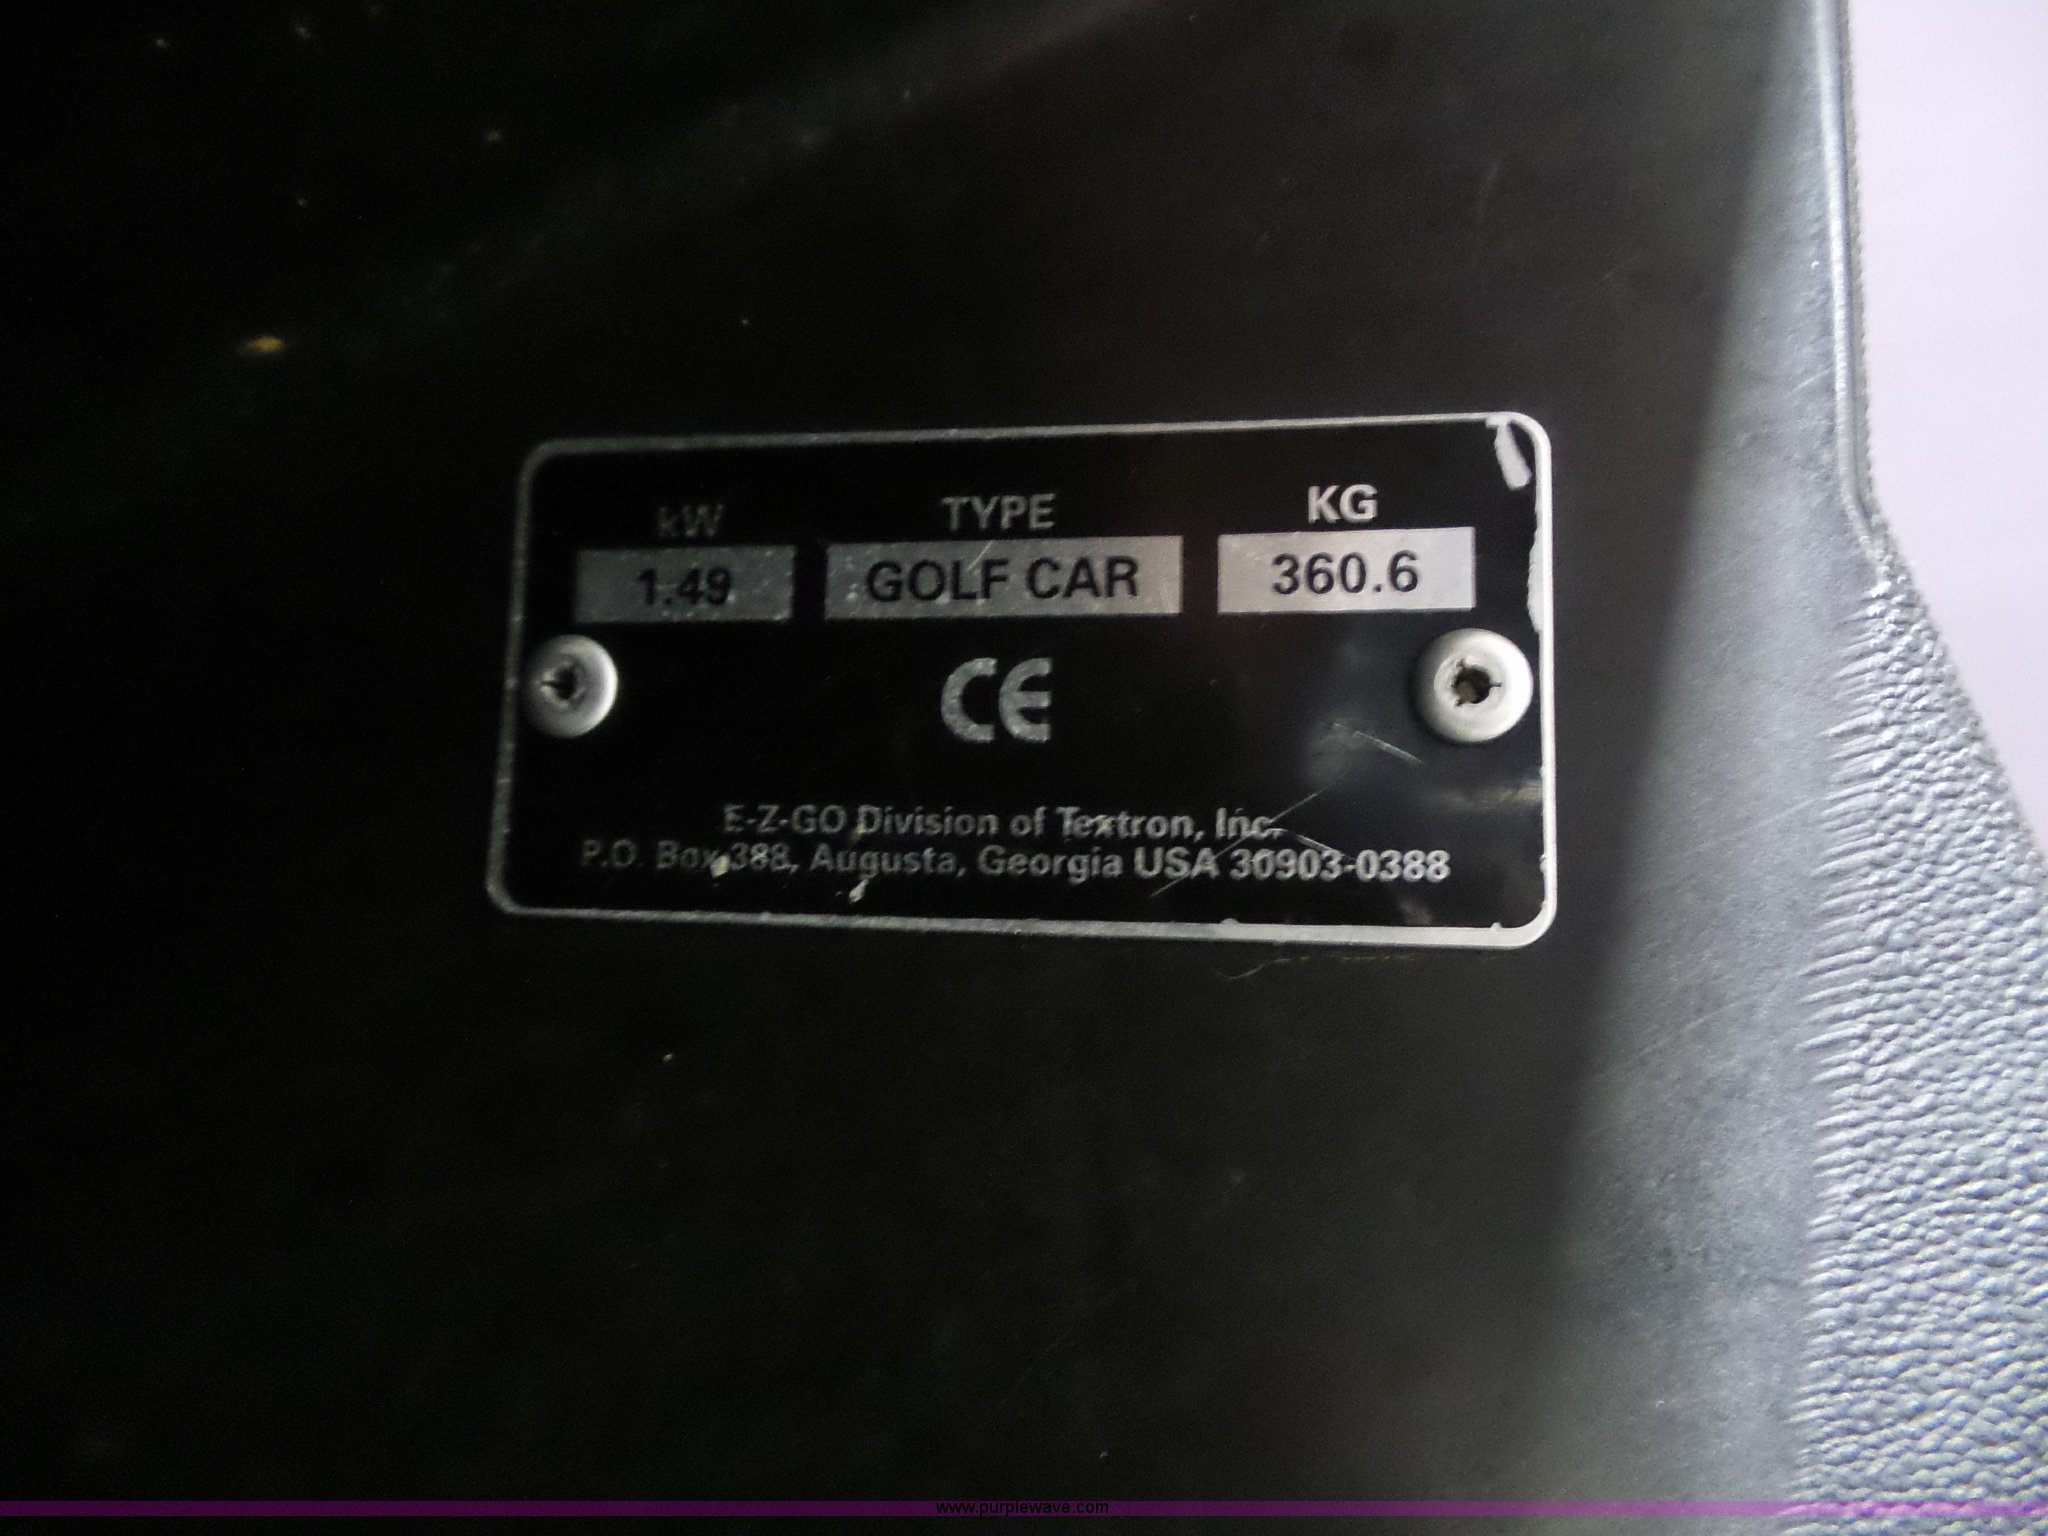 kW TYPE KG
1.49 GOLF CAR 360.6
CE
E-Z-GO Division of Textron, Inc.
P.O. Box 388, Augusta, Georgia USA 30903-0388
www.purplewave.com